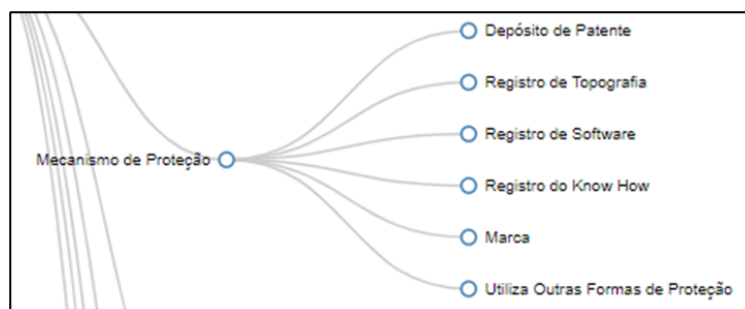 Depósito de Patente
Registro de Topografia
Registro de Software
Mecanismo de Proteção
Registro do Know How
Marca
Utiliza Outras Formas de Proteção